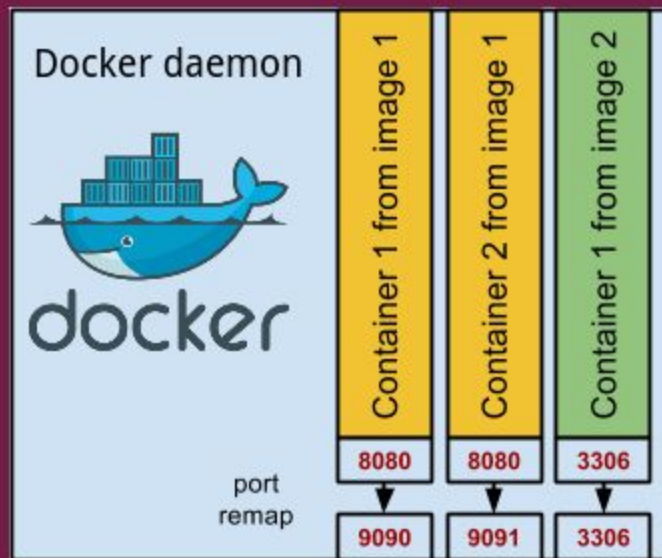 Docker daemon
docker
Container 1 from image 1
Container 2 from image 1
Container 1 from image 2
8080 8080 3306
port
remap
9090 9091 3306